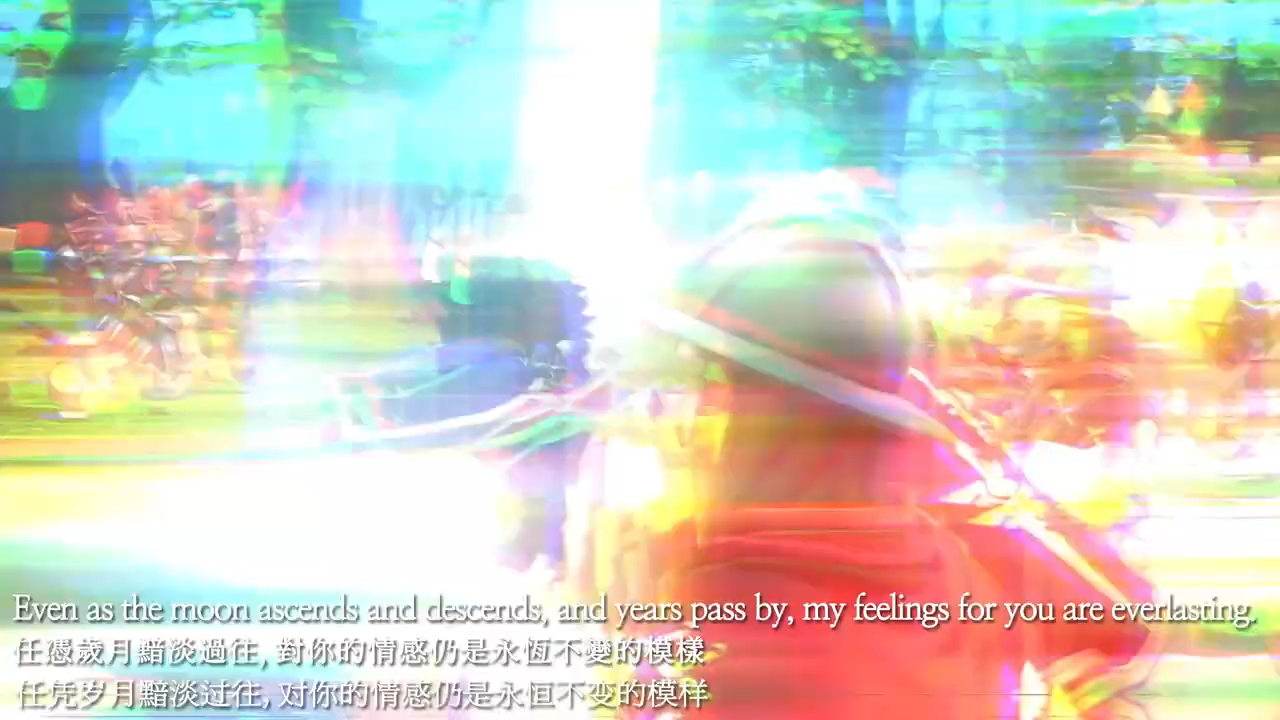 Even as the moon ascends and descends, and years pass by, my feelings for you are everlasting.
任憑歲月黯淡過往, 對你的情感仍是永恆不變的模樣
任凭岁月黯淡过往, 对你的情感仍是永恒不变的模样